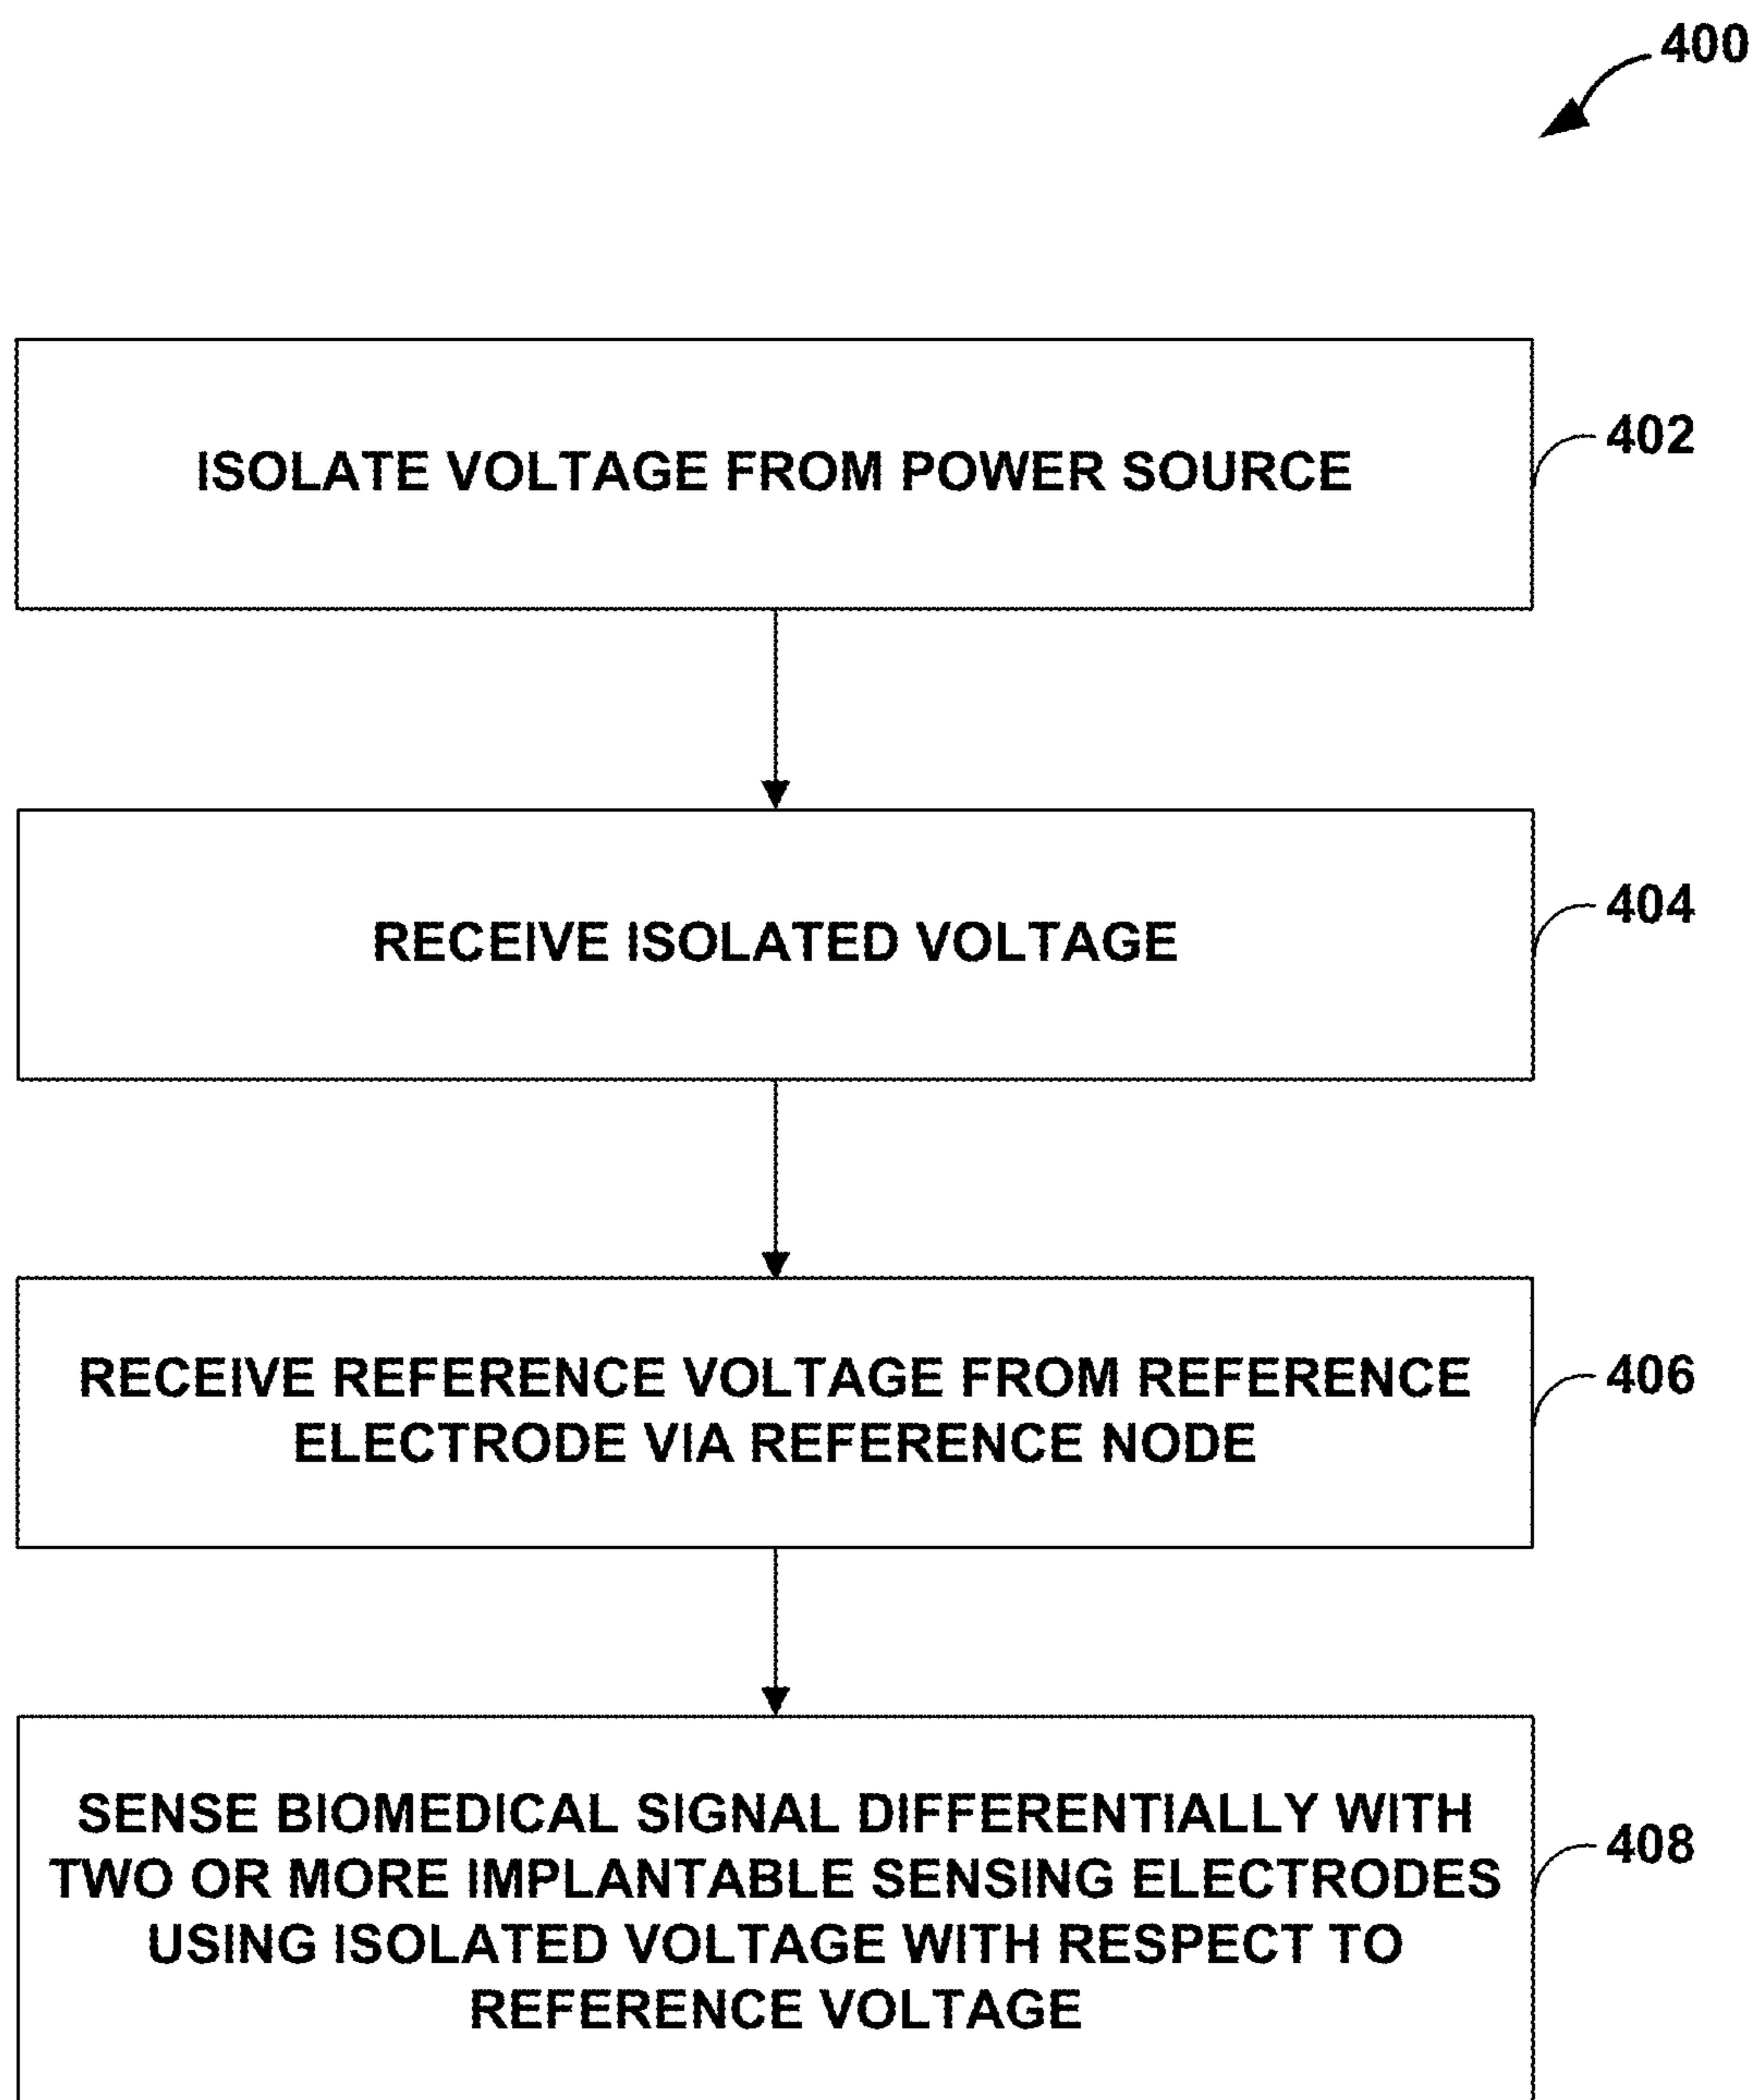 400
ISOLATE VOLTAGE FROM POWER SOURCE
402
RECEIVE ISOLATED VOLTAGE
404
RECEIVE REFERENCE VOLTAGE FROM REFERENCE
ELECTRODE VIA REFERENCE NODE
406
SENSE BIOMEDICAL SIGNAL DIFFERENTIALLY WITH
TWO OR MORE IMPLANTABLE SENSING ELECTRODES
USING ISOLATED VOLTAGE WITH RESPECT TO
REFERENCE VOLTAGE
408